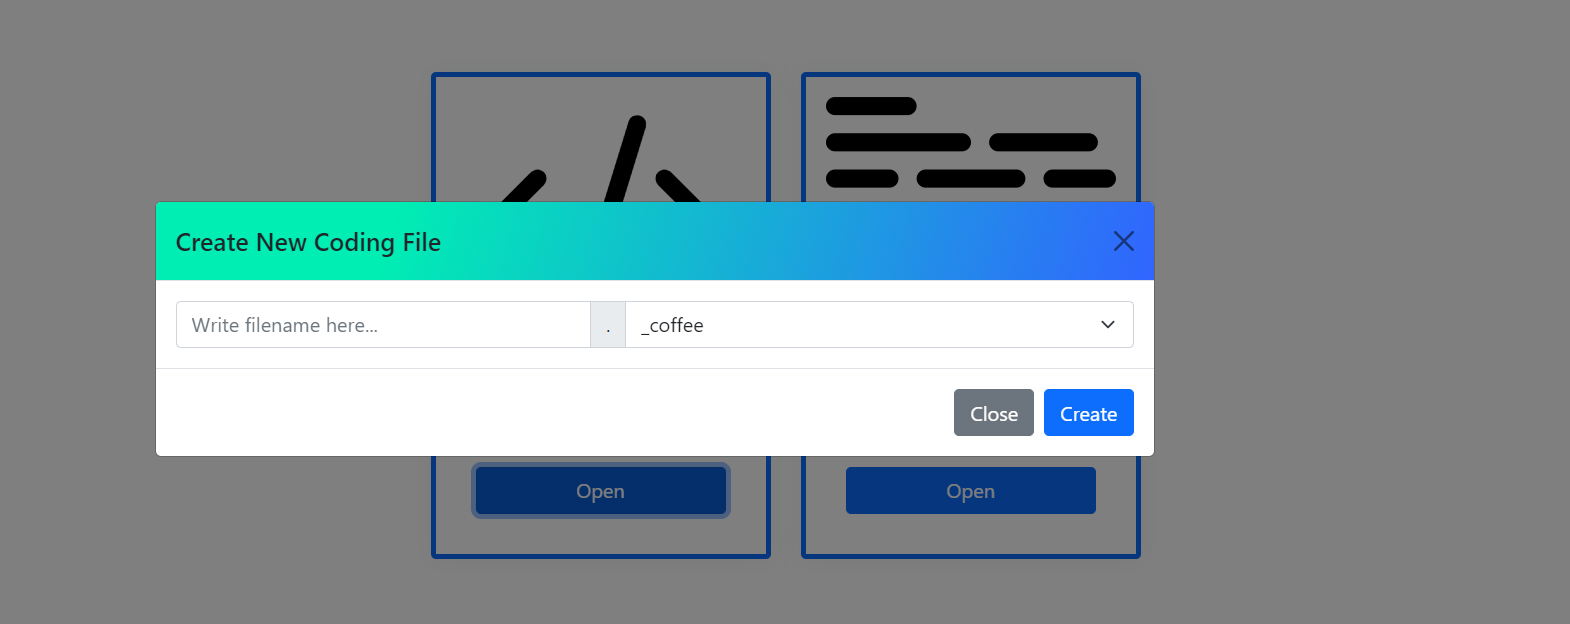 Create New Coding File
Write filename here... . _coffee
Close Create
Open Open